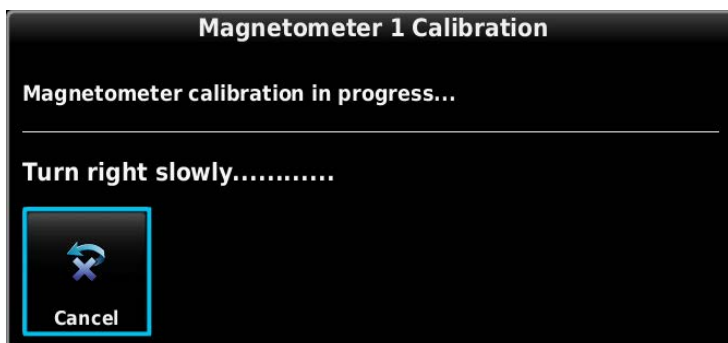 Magnetometer 1 Calibration
Magnetometer calibration in progress...
Turn right slowly............
Cancel